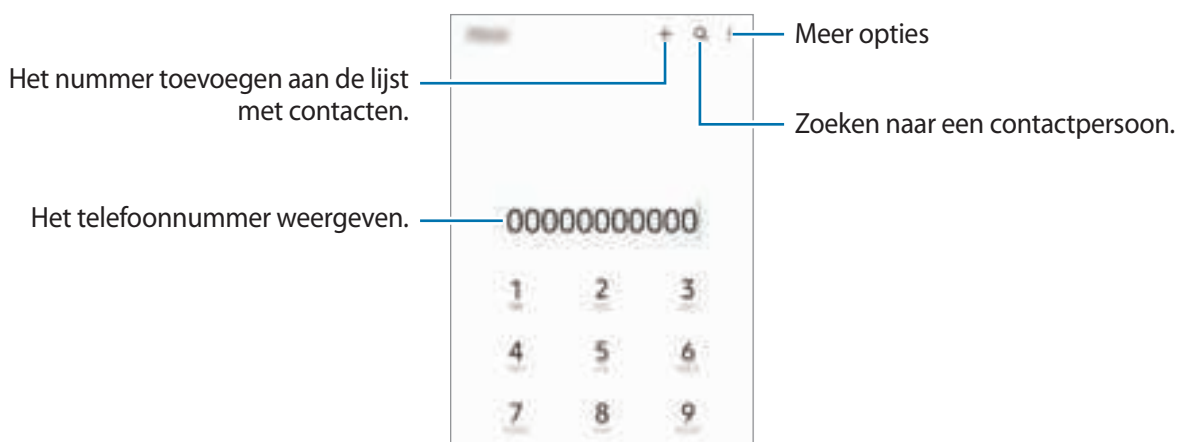 Meer opties
Het nummer toevoegen aan de lijst
met contacten.
Zoeken naar een contactpersoon.
Het telefoonnummer weergeven.
00000000000
1 2 3
4 5 6
7 8 9